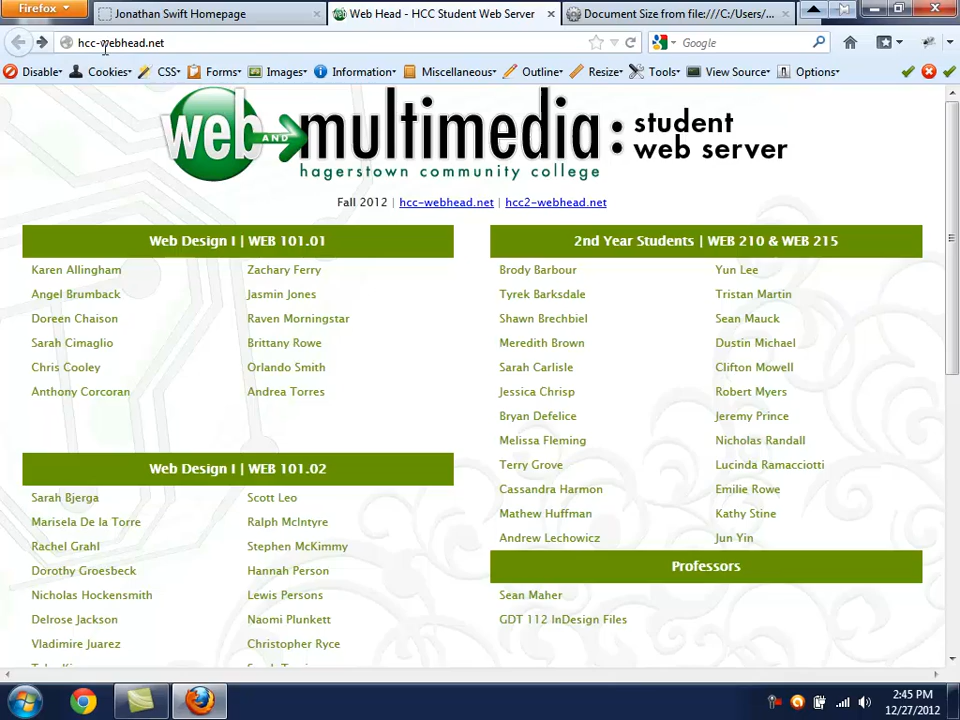 Firefox
Jonathan Swift Homepage
Web Head - HCC Student Web Server
Document Size from file:///C:/Users/...
hcc-webhead.net
Google
Disable Cookies CSS Forms Images Information Miscellaneous Outline Resize Tools View Source Options
web AND multimedia: student web server
hagerstown community college
Fall 2012 | hcc-webhead.net | hcc2-webhead.net
Web Design I | WEB 101.01
Karen Allingham Zachary Ferry
Angel Brumback Jasmin Jones
Doreen Chaison Raven Morningstar
Sarah Cimaglio Brittany Rowe
Chris Cooley Orlando Smith
Anthony Corcoran Andrea Torres
Web Design I | WEB 101.02
Sarah Bjerga Scott Leo
Marisela De la Torre Ralph McIntyre
Rachel Grahl Stephen McKimmy
Dorothy Groesbeck Hannah Person
Nicholas Hockensmith Lewis Persons
Delrose Jackson Naomi Plunkett
Vladimire Juarez Christopher Ryce
2nd Year Students | WEB 210 & WEB 215
Brody Barbour Yun Lee
Tyrek Barksdale Tristan Martin
Shawn Brechbiel Sean Mauck
Meredith Brown Dustin Michael
Sarah Carlisle Clifton Mowell
Jessica Chrisp Robert Myers
Bryan Defelice Jeremy Prince
Melissa Fleming Nicholas Randall
Terry Grove Lucinda Ramacciotti
Cassandra Harmon Emilie Rowe
Mathew Huffman Kathy Stine
Andrew Lechowicz Jun Yin
Professors
Sean Maher
GDT 112 InDesign Files
2:45 PM
12/27/2012